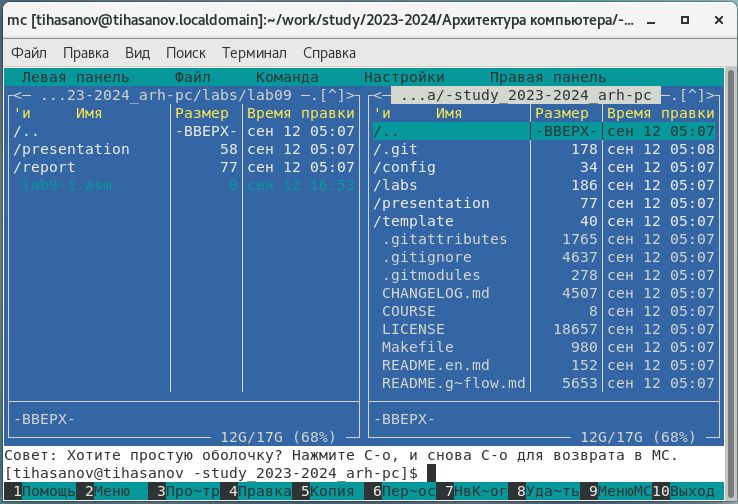 mc [tihasanov@tihasanov.localdomain]:~/work/study/2023-2024/Архитектура компьютера/-...
Файл Правка Вид Поиск Терминал Справка
Левая панель Файл Команда Настройки Правая панель
<─ ...23-2024_arh-pc/labs/lab09 ─.[^]> <─ ...a/-study_2023-2024_arh-pc ─.[^]>
'и Имя Размер Время правки 'и Имя Размер Время правки
/.. -ВВЕРХ- сен 12 05:07 /.. -ВВЕРХ- сен 12 05:07
/presentation 58 сен 12 05:07 /.git 178 сен 12 05:08
/report 77 сен 12 05:07 /config 34 сен 12 05:07
lab9-1.asm 0 сен 12 16:53 /labs 186 сен 12 05:07
/presentation 77 сен 12 05:07
/template 40 сен 12 05:07
.gitattributes 1765 сен 12 05:07
.gitignore 4637 сен 12 05:07
.gitmodules 278 сен 12 05:07
CHANGELOG.md 4507 сен 12 05:07
COURSE 8 сен 12 05:07
LICENSE 18657 сен 12 05:07
Makefile 980 сен 12 05:07
README.en.md 152 сен 12 05:07
README.g~flow.md 5653 сен 12 05:07
-ВВЕРХ- -ВВЕРХ-
12G/17G (68%) 12G/17G (68%)
Совет: Хотите простую оболочку? Нажмите C-o, и снова C-o для возврата в MC.
[tihasanov@tihasanov -study_2023-2024_arh-pc]$
1Помощь 2Меню 3Про~тр 4Правка 5Копия 6Пер~ос 7НвК~ог 8Уда~ть 9МенюMC 10Выход